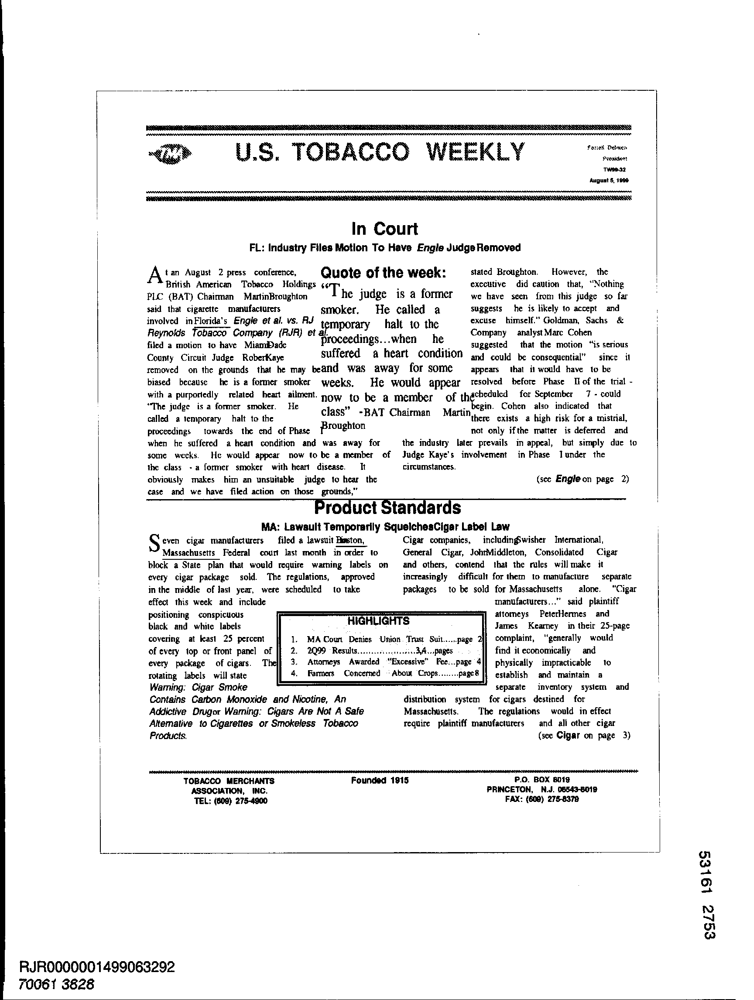 TMA
U.S. TOBACCO WEEKLY
Farrell Delman
President
TW99-32
August 5, 1999
In Court
FL: Industry Files Motion To Have Engle Judge Removed
At an August 2 press conference,
British American Tobacco Holdings
PLC (BAT) Chairman MartinBroughton
said that cigarette manufacturers
involved in Florida's Engle et al. vs. RJ
Reynolds Tobacco Company (RJR) et al.
filed a motion to have MiamiDade
County Circuit Judge RobertKaye
removed on the grounds that he may be
biased because he is a former smoker
with a purportedly related heart ailment.
"The judge is a former smoker. He
called a temporary halt to the
proceedings towards the end of Phase
when he suffered a heart condition and was away for
some weeks. He would appear now to be a member of
the class - a former smoker with heart disease. It
obviously makes him an unsuitable judge to hear the
case and we have filed action on those grounds,"
Quote of the week:
"The judge is a former
smoker. He called a
temporary halt to the
proceedings...when he
suffered a heart condition
and was away for some
weeks. He would appear
now to be a member of the
class" -BAT Chairman Martin
Broughton
stated Broughton. However, the
executive did caution that, "Nothing
we have seen from this judge so far
suggests he is likely to accept and
excuse himself." Goldman, Sachs &
Company analyst Marc Cohen
suggested that the motion "is serious
and could be consequential" since it
appears that it would have to be
resolved before Phase II of the trial -
scheduled for September 7 - could
begin. Cohen also indicated that
there exists a high risk for a mistrial,
not only if the matter is deferred and
the industry later prevails in appeal, but simply due to
Judge Kaye's involvement in Phase I under the
circumstances.
(see Engle on page 2)
Product Standards
MA: Lawsuit Temporarily SquelchesCigar Label Law
Seven cigar manufacturers filed a lawsuit Boston,
Massachusetts Federal court last month in order to
block a State plan that would require warning labels on
every cigar package sold. The regulations, approved
in the middle of last year, were scheduled to take
effect this week and include
positioning conspicuous
black and white labels
covering at least 25 percent
of every top or front panel of
every package of cigars. The
rotating labels will state
Warning: Cigar Smoke
Contains Carbon Monoxide and Nicotine, An
Addictive Drugor Warning: Cigars Are Not A Safe
Alternative to Cigarettes or Smokeless Tobacco
Products.
HIGHLIGHTS
1. MA Court Denies Union Trust Suit.....page 2
2. 2Q99 Results......................3,4...pages
3. Attorneys Awarded "Excessive" Fee...page 4
4. Farmers Concerned About Crops........page8
Cigar companies, includingSwisher International,
General Cigar, JohnMiddleton, Consolidated Cigar
and others, contend that the rules will make it
increasingly difficult for them to manufacture separate
packages to be sold for Massachusetts alone. "Cigar
manufacturers..." said plaintiff
attorneys PeterHermes and
James Kearney in their 25-page
complaint, "generally would
find it economically and
physically impracticable to
establish and maintain a
separate inventory system and
distribution system for cigars destined for
Massachusetts. The regulations would in effect
require plaintiff manufacturers and all other cigar
(see Cigar on page 3)
TOBACCO MERCHANTS
ASSOCIATION, INC.
TEL: (609) 275-4900
Founded 1915
P.O. BOX 8019
PRINCETON, N.J. 08543-8019
FAX: (609) 275-8379
53161 2753
RJR0000001499063292
70061 3828